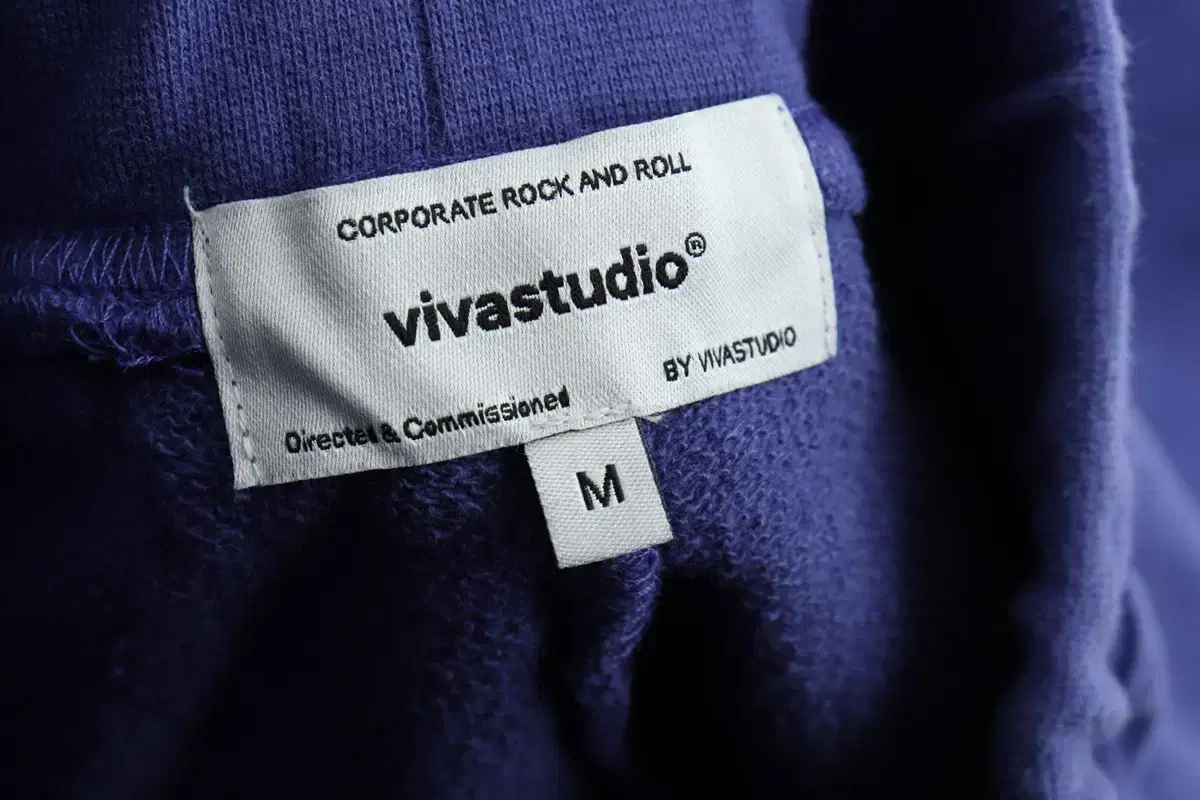 CORPORATE ROCK AND ROLL
vivastudio®
BY VIVASTUDIO
Directed & Commissioned
M